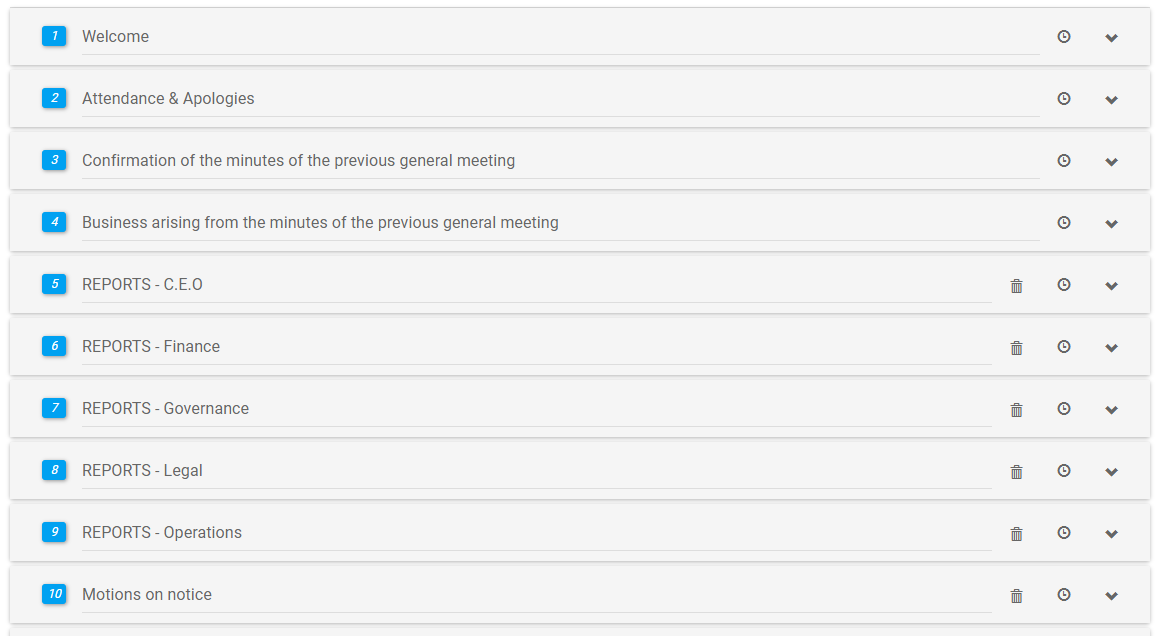 1 Welcome
2 Attendance & Apologies
3 Confirmation of the minutes of the previous general meeting
4 Business arising from the minutes of the previous general meeting
5 REPORTS - C.E.O
6 REPORTS - Finance
7 REPORTS - Governance
8 REPORTS - Legal
9 REPORTS - Operations
10 Motions on notice